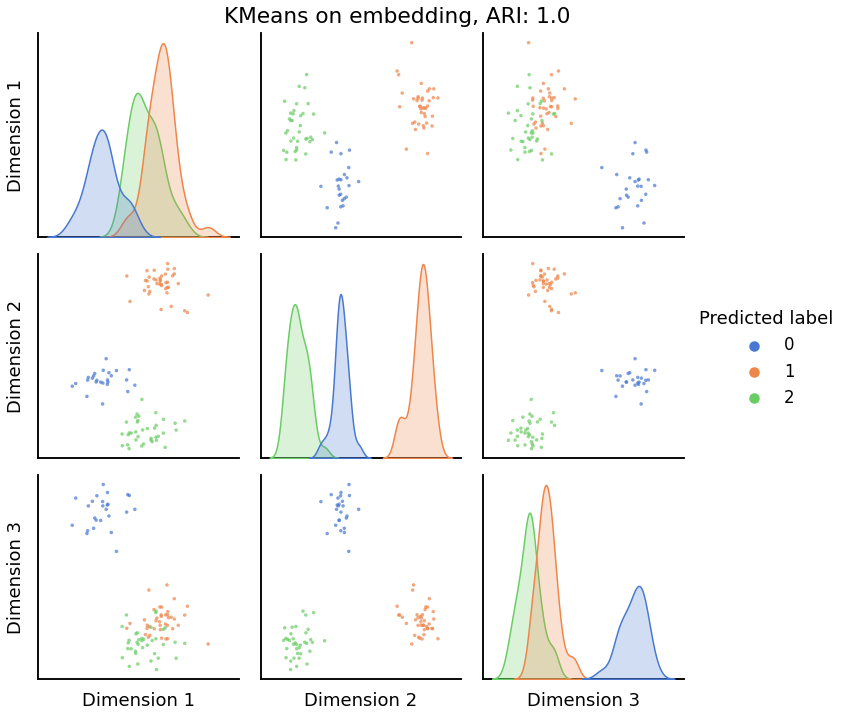 KMeans on embedding, ARI: 1.0
Dimension 1
Dimension 2
Dimension 3
Predicted label
0
1
2
Dimension 1
Dimension 2
Dimension 3